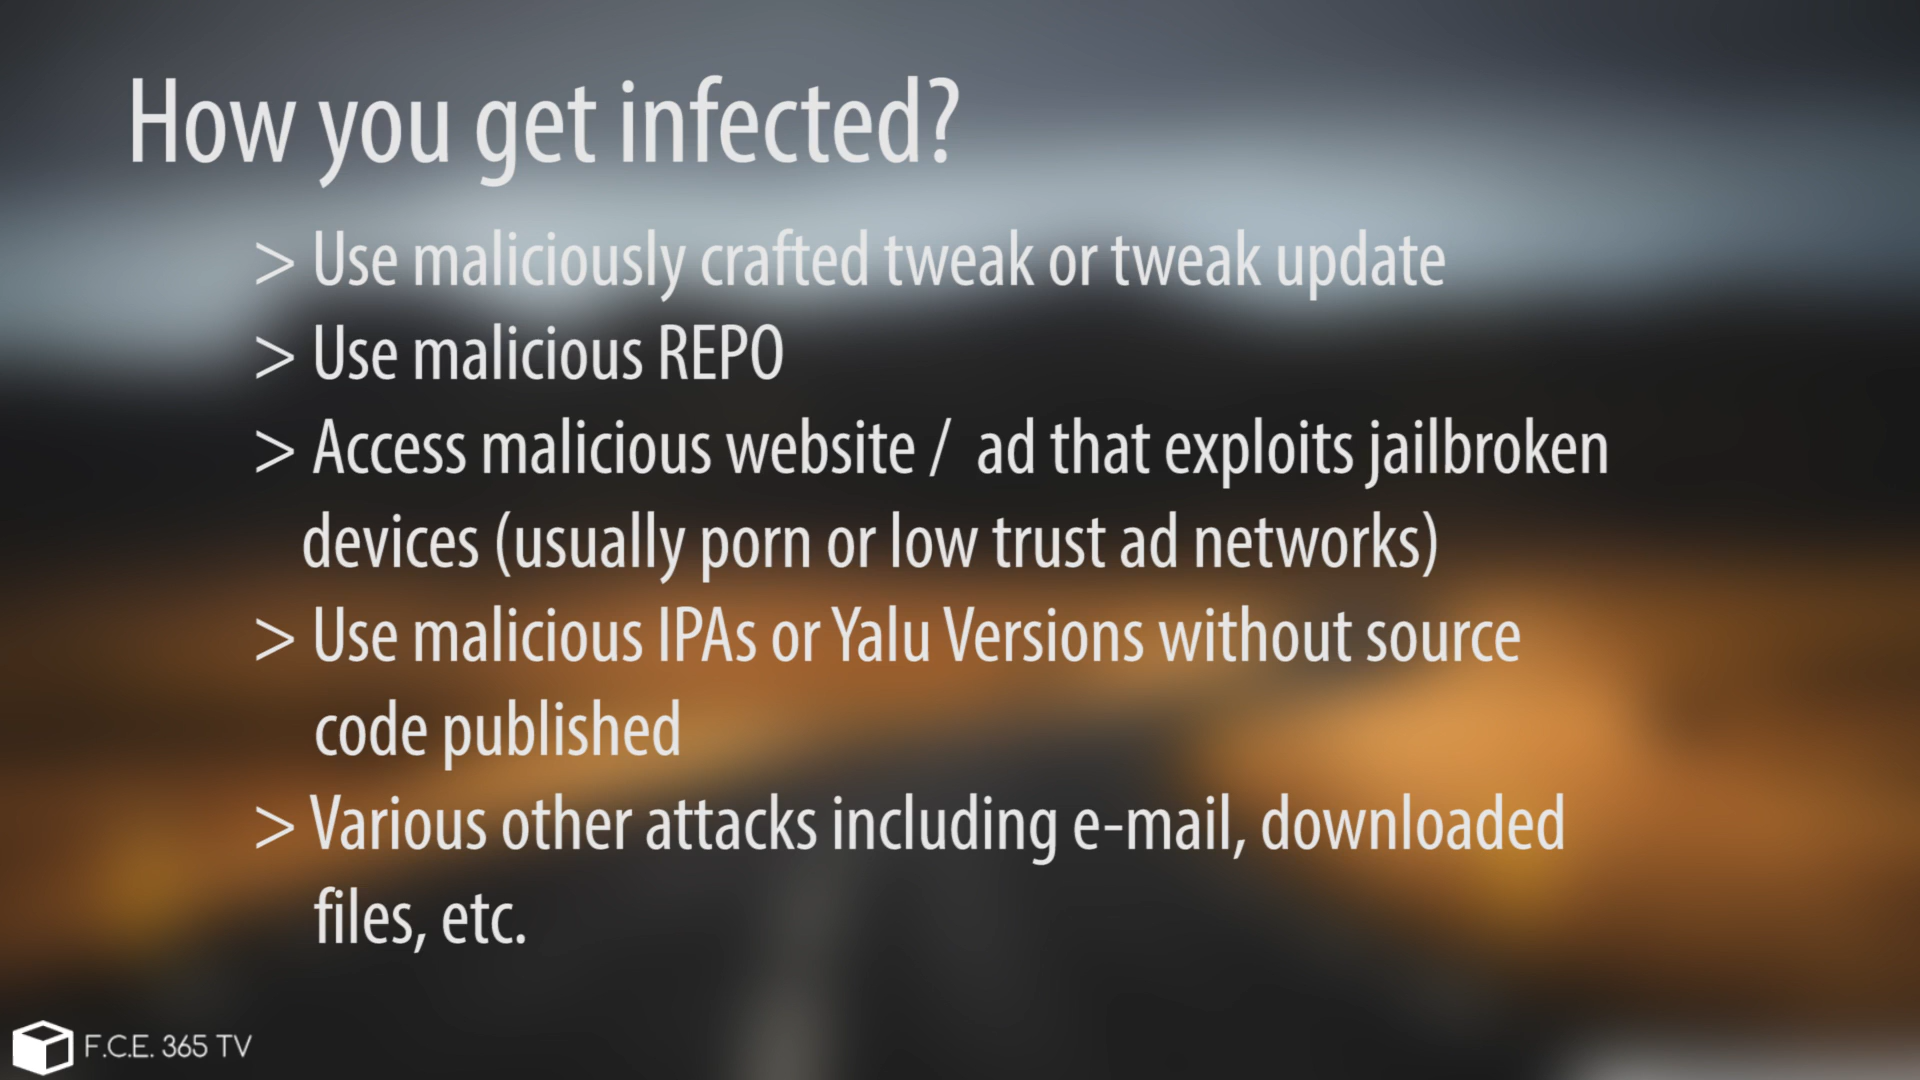 How you get infected?
> Use maliciously crafted tweak or tweak update
> Use malicious REPO
> Access malicious website / ad that exploits jailbroken
devices (usually porn or low trust ad networks)
> Use malicious IPAs or Yalu Versions without source
code published
> Various other attacks including e-mail, downloaded
files, etc.
F.C.E. 365 TV